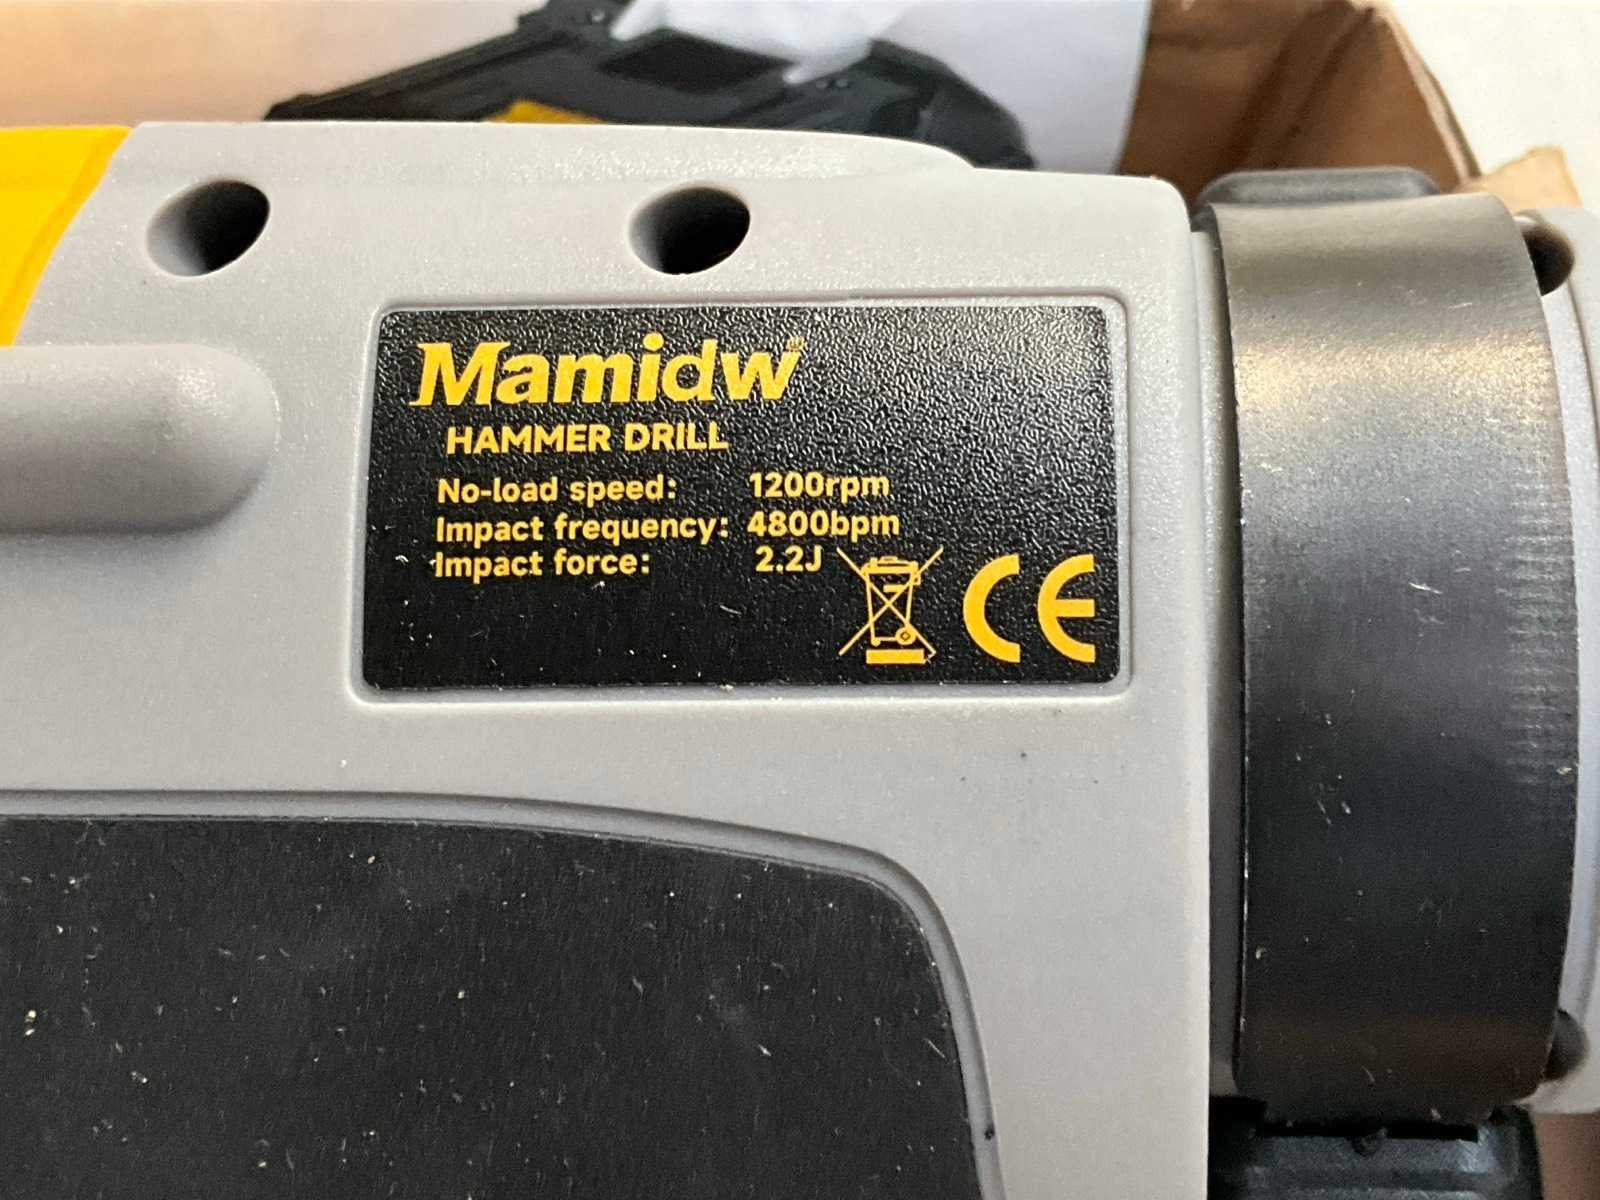 Mamidw®
HAMMER DRILL
No-load speed: 1200rpm
Impact frequency: 4800bpm
Impact force: 2.2J
CE